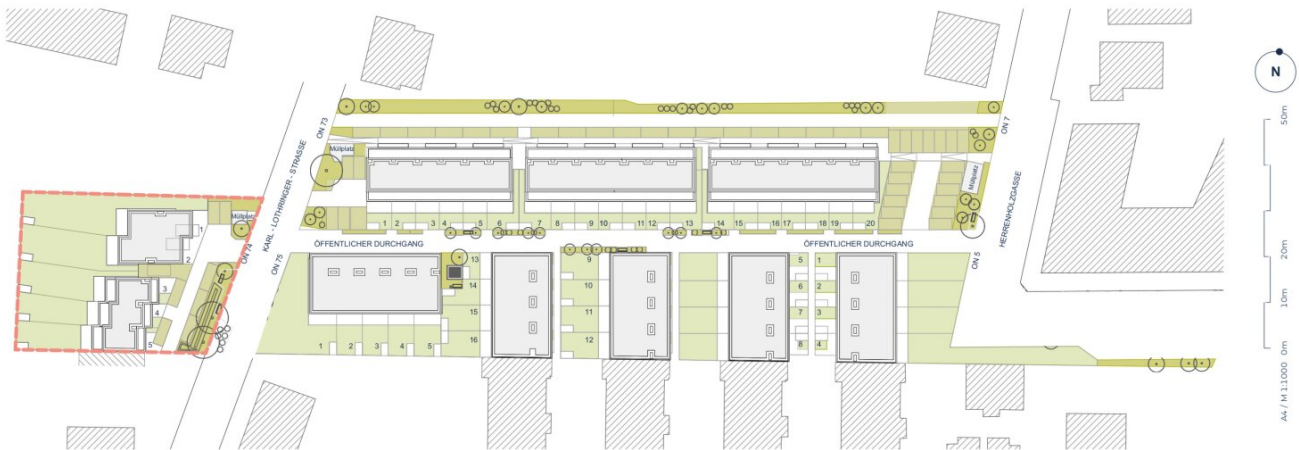 N
50m
20m
10m
0m
A4 / M 1:1000
ON 73
Müllplatz
KARL - LOTHRINGER - STRASSE
ON 7
Müllplatz
HERRENHOLZGASSE
1 2 3 4 5 6 7 8 9 10 11 12 13 14 15 16 17 18 19 20
ÖFFENTLICHER DURCHGANG
ÖFFENTLICHER DURCHGANG
Müllplatz
ON 74
ON 75
ON 5
1
2
3
4
5
13
14
15
16
9
10
11
12
5 1
6 2
7 3
8 4
1 2 3 4 5